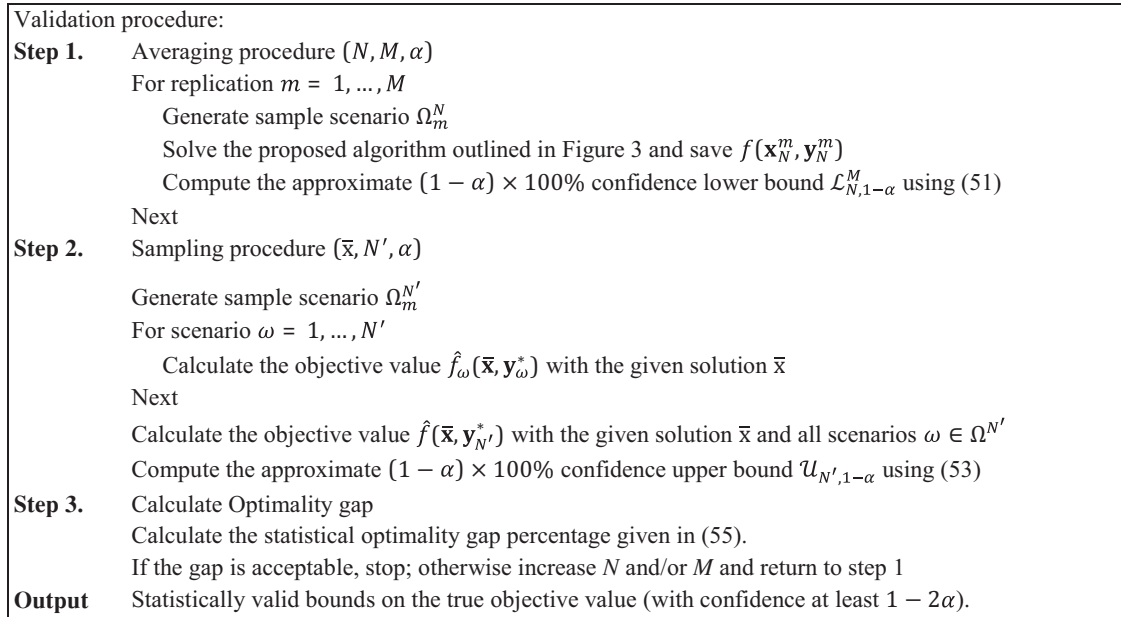 Validation procedure:
Step 1. Averaging procedure (N, M, α)
For replication m = 1, … , M
Generate sample scenario Ω_m^N
Solve the proposed algorithm outlined in Figure 3 and save f(𝐱_N^m, 𝐲_N^m)
Compute the approximate (1 − α) × 100% confidence lower bound ℒ_{N,1−α}^M using (51)
Next
Step 2. Sampling procedure (x̅, N′, α)
Generate sample scenario Ω_m^{N′}
For scenario ω = 1, … , N′
Calculate the objective value f̂_ω(𝐱̅, 𝐲_ω^*) with the given solution x̅
Next
Calculate the objective value f̂(𝐱̅, 𝐲_{N′}^*) with the given solution x̅ and all scenarios ω ∈ Ω^{N′}
Compute the approximate (1 − α) × 100% confidence upper bound 𝒰_{N′,1−α} using (53)
Step 3. Calculate Optimality gap
Calculate the statistical optimality gap percentage given in (55).
If the gap is acceptable, stop; otherwise increase N and/or M and return to step 1
Output Statistically valid bounds on the true objective value (with confidence at least 1 − 2α).